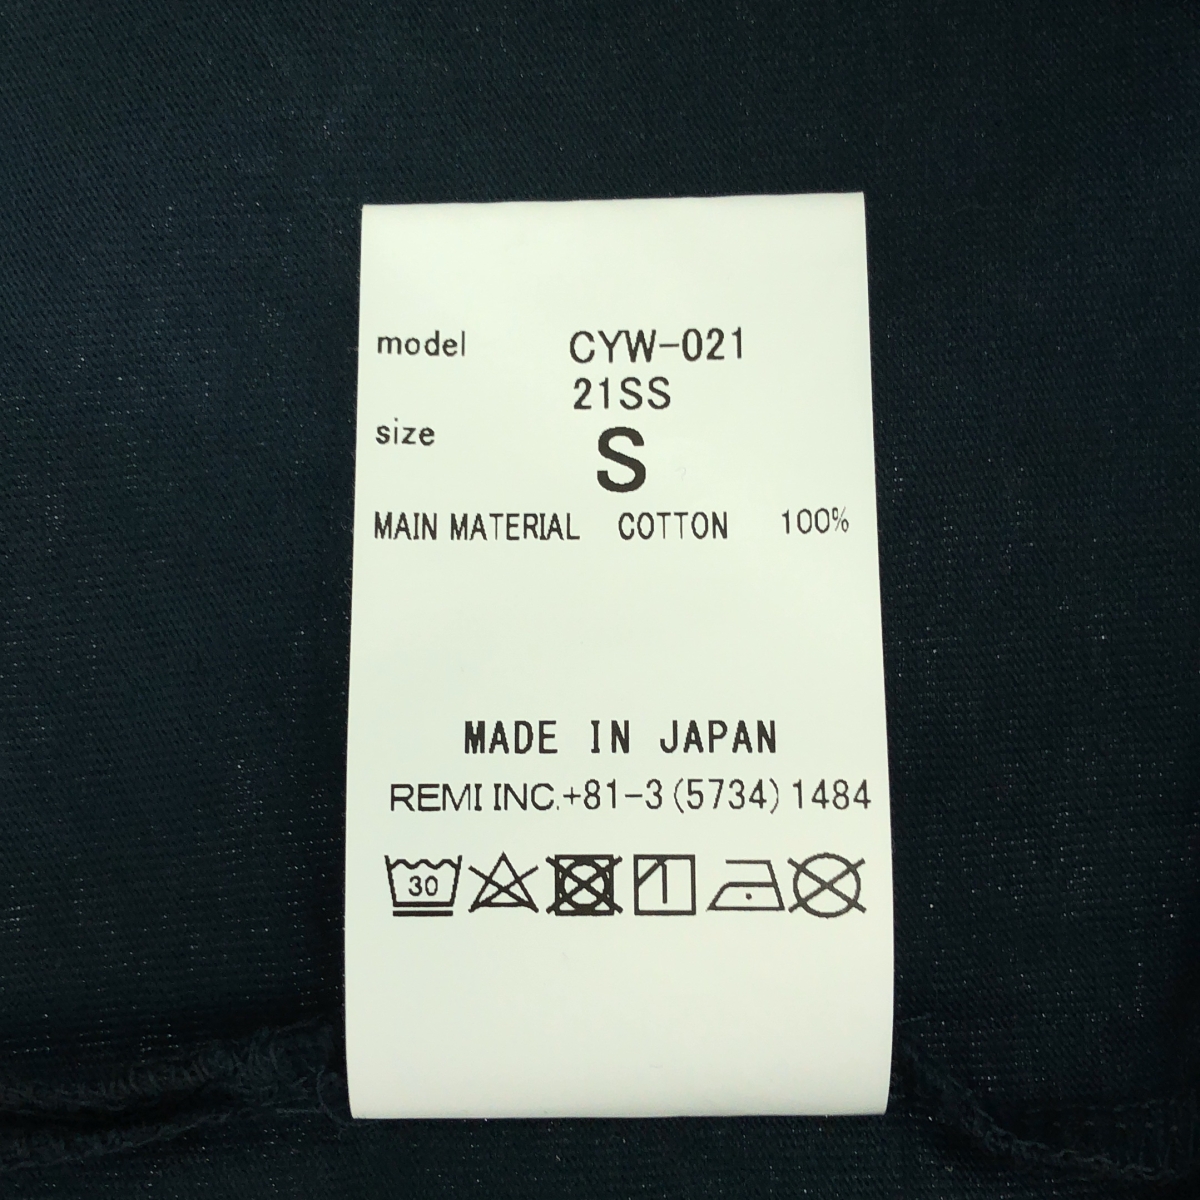 model CYW-021
21SS
size S
MAIN MATERIAL COTTON 100%
MADE IN JAPAN
REMI INC.+81-3(5734)1484
30